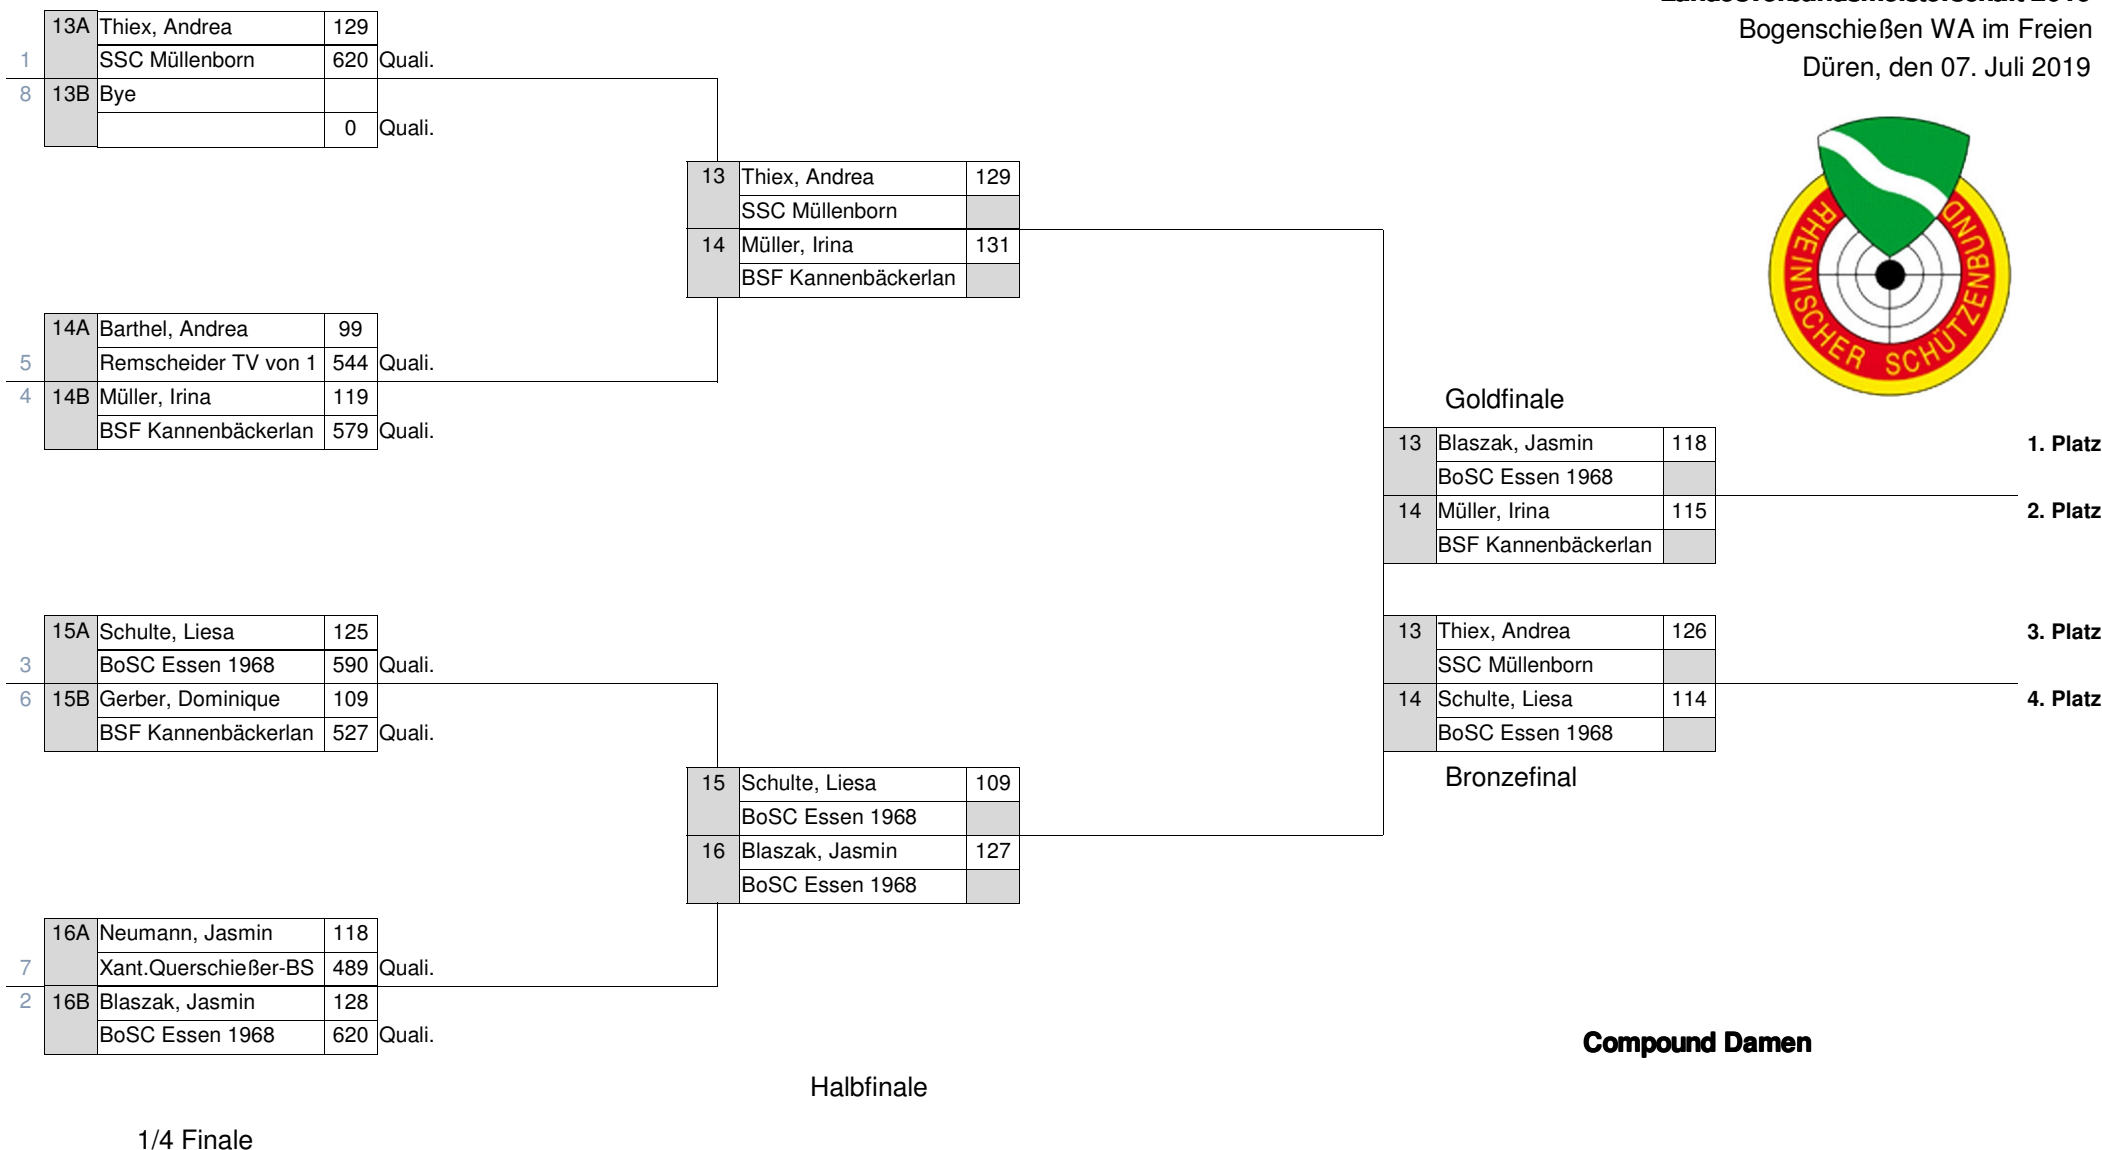 Bogenschießen WA im Freien
Düren, den 07. Juli 2019
RHEINISCHER SCHÜTZENBUND
13A Thiex, Andrea 129
1 SSC Müllenborn 620 Quali.
8 13B Bye
0 Quali.
14A Barthel, Andrea 99
5 Remscheider TV von 1 544 Quali.
4 14B Müller, Irina 119
BSF Kannenbäckerlan 579 Quali.
15A Schulte, Liesa 125
3 BoSC Essen 1968 590 Quali.
6 15B Gerber, Dominique 109
BSF Kannenbäckerlan 527 Quali.
16A Neumann, Jasmin 118
7 Xant.Querschießer-BS 489 Quali.
2 16B Blaszak, Jasmin 128
BoSC Essen 1968 620 Quali.
1/4 Finale
13 Thiex, Andrea 129
SSC Müllenborn
14 Müller, Irina 131
BSF Kannenbäckerlan
15 Schulte, Liesa 109
BoSC Essen 1968
16 Blaszak, Jasmin 127
BoSC Essen 1968
Halbfinale
Goldfinale
13 Blaszak, Jasmin 118 1. Platz
BoSC Essen 1968
14 Müller, Irina 115 2. Platz
BSF Kannenbäckerlan
13 Thiex, Andrea 126 3. Platz
SSC Müllenborn
14 Schulte, Liesa 114 4. Platz
BoSC Essen 1968
Bronzefinal
Compound Damen